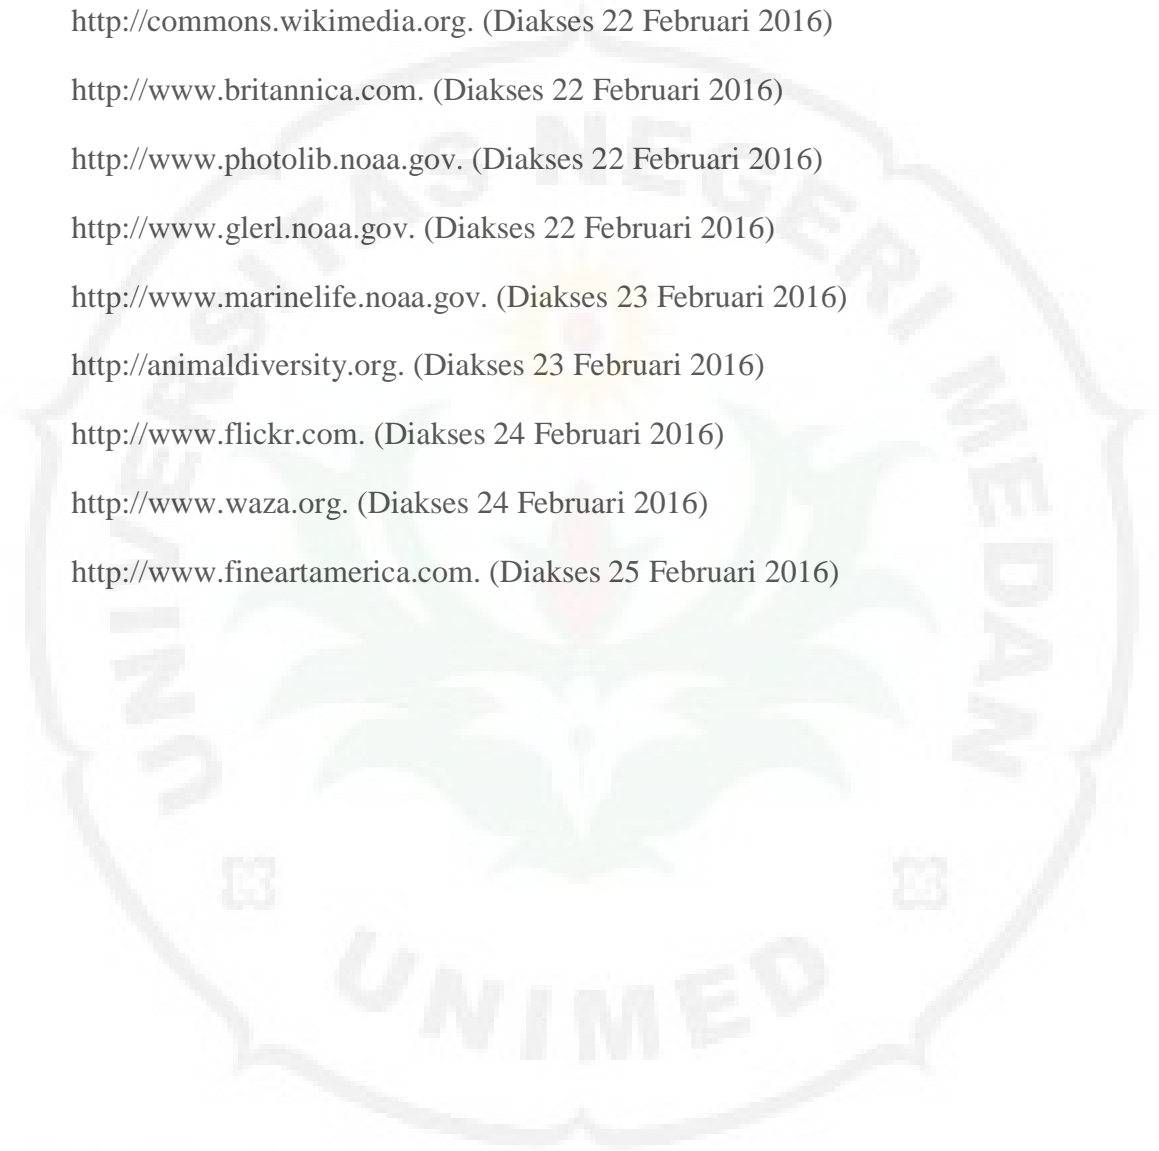 http://commons.wikimedia.org. (Diakses 22 Februari 2016)
http://www.britannica.com. (Diakses 22 Februari 2016)
http://www.photolib.noaa.gov. (Diakses 22 Februari 2016)
http://www.glerl.noaa.gov. (Diakses 22 Februari 2016)
http://www.marinelife.noaa.gov. (Diakses 23 Februari 2016)
http://animaldiversity.org. (Diakses 23 Februari 2016)
http://www.flickr.com. (Diakses 24 Februari 2016)
http://www.waza.org. (Diakses 24 Februari 2016)
http://www.fineartamerica.com. (Diakses 25 Februari 2016)
UNIVERSITAS NEGERI MEDAN
UNIMED